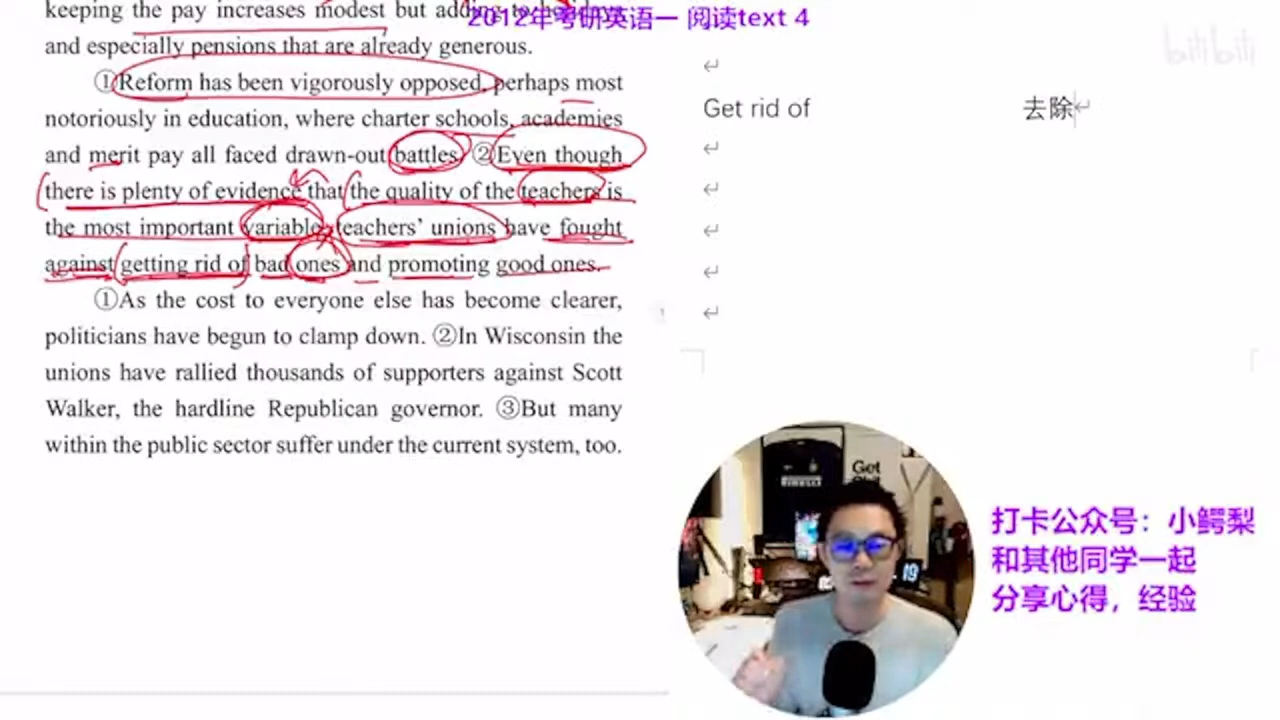 keeping the pay increases modest but adding to
2012年考研英语一 阅读text 4
and especially pensions that are already generous.
①Reform has been vigorously opposed, perhaps most
notoriously in education, where charter schools, academies
and merit pay all faced drawn-out battles. ②Even though
there is plenty of evidence that the quality of the teachers is
the most important variable, teachers' unions have fought
against getting rid of bad ones and promoting good ones.
①As the cost to everyone else has become clearer,
politicians have begun to clamp down. ②In Wisconsin the
unions have rallied thousands of supporters against Scott
Walker, the hardline Republican governor. ③But many
within the public sector suffer under the current system, too.
bilibili
Get rid of 去除
Get
PIRELLI
19
打卡公众号：小鳄梨
和其他同学一起
分享心得，经验